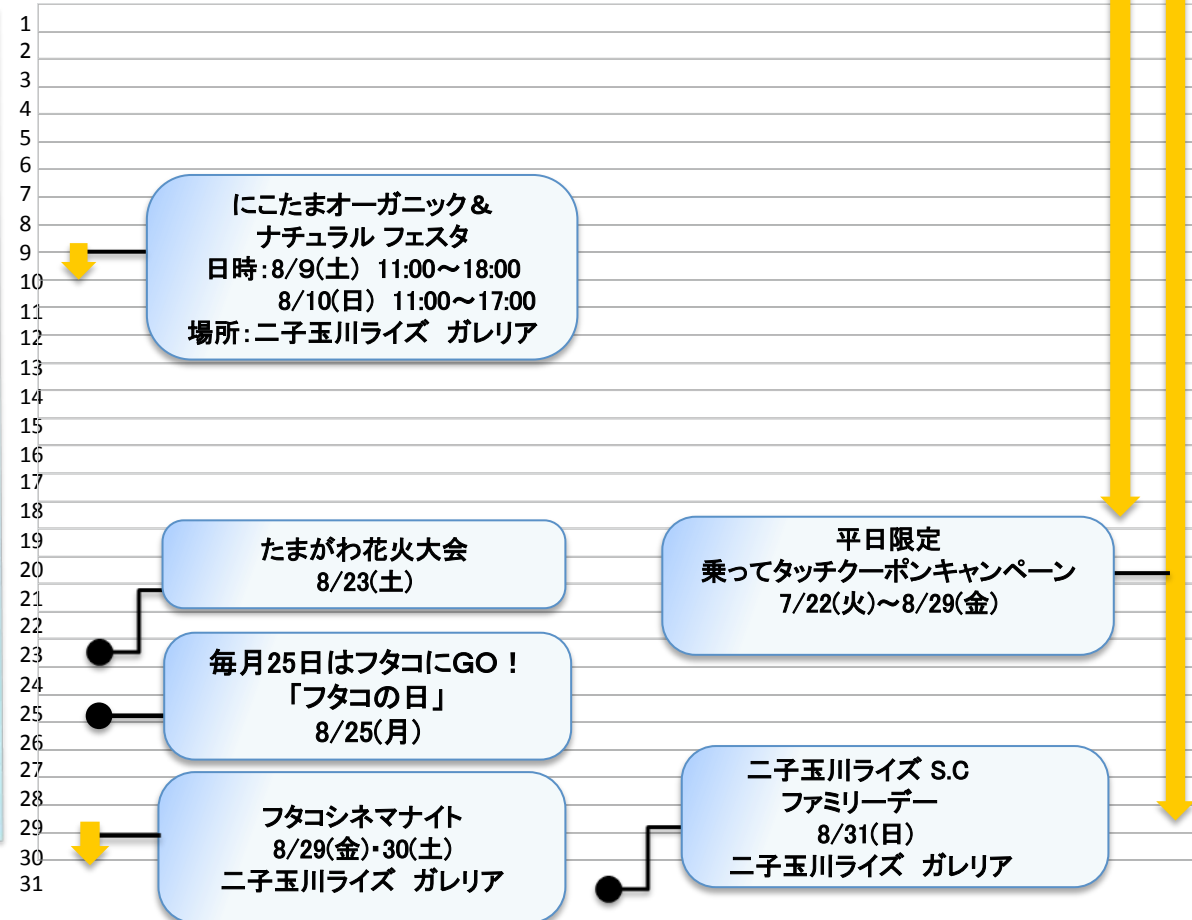 1
2
3
4
5
6
7
8
9
10
11
12
13
14
15
16
17
18
19
20
21
22
23
24
25
26
27
28
29
30
31
にこたまオーガニック＆
ナチュラル フェスタ
日時：8/９(土)　11:00～18:00
8/10(日)　11:00～17:00
場所：二子玉川ライズ　ガレリア
たまがわ花火大会
8/23(土)
毎月25日はフタコにGO！
「フタコの日」
8/25(月)
フタコシネマナイト
8/29(金)・30(土)
二子玉川ライズ　ガレリア
平日限定
乗ってタッチクーポンキャンペーン
7/22(火)～8/29(金)
二子玉川ライズ S.C
ファミリーデー
8/31(日)
二子玉川ライズ　ガレリア